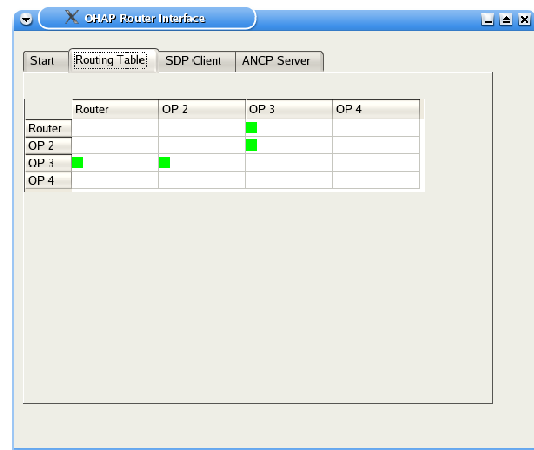 OHAP Router Interface
Start Routing Table SDP Client ANCP Server
Router OP 2 OP 3 OP 4
Router
OP 2
OP 3
OP 4